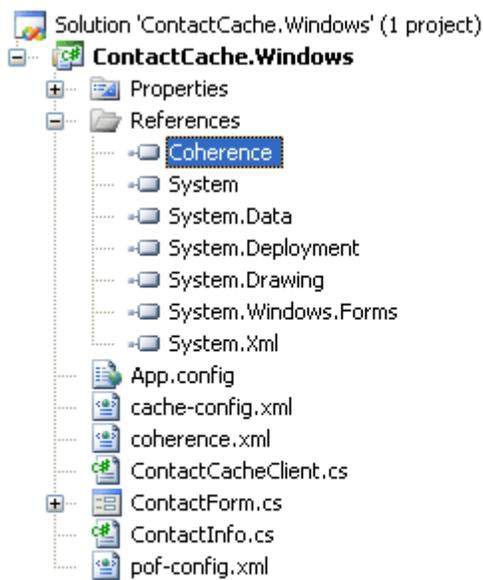 Solution 'ContactCache.Windows' (1 project)
ContactCache.Windows
Properties
References
Coherence
System
System.Data
System.Deployment
System.Drawing
System.Windows.Forms
System.Xml
App.config
cache-config.xml
coherence.xml
ContactCacheClient.cs
ContactForm.cs
ContactInfo.cs
pof-config.xml